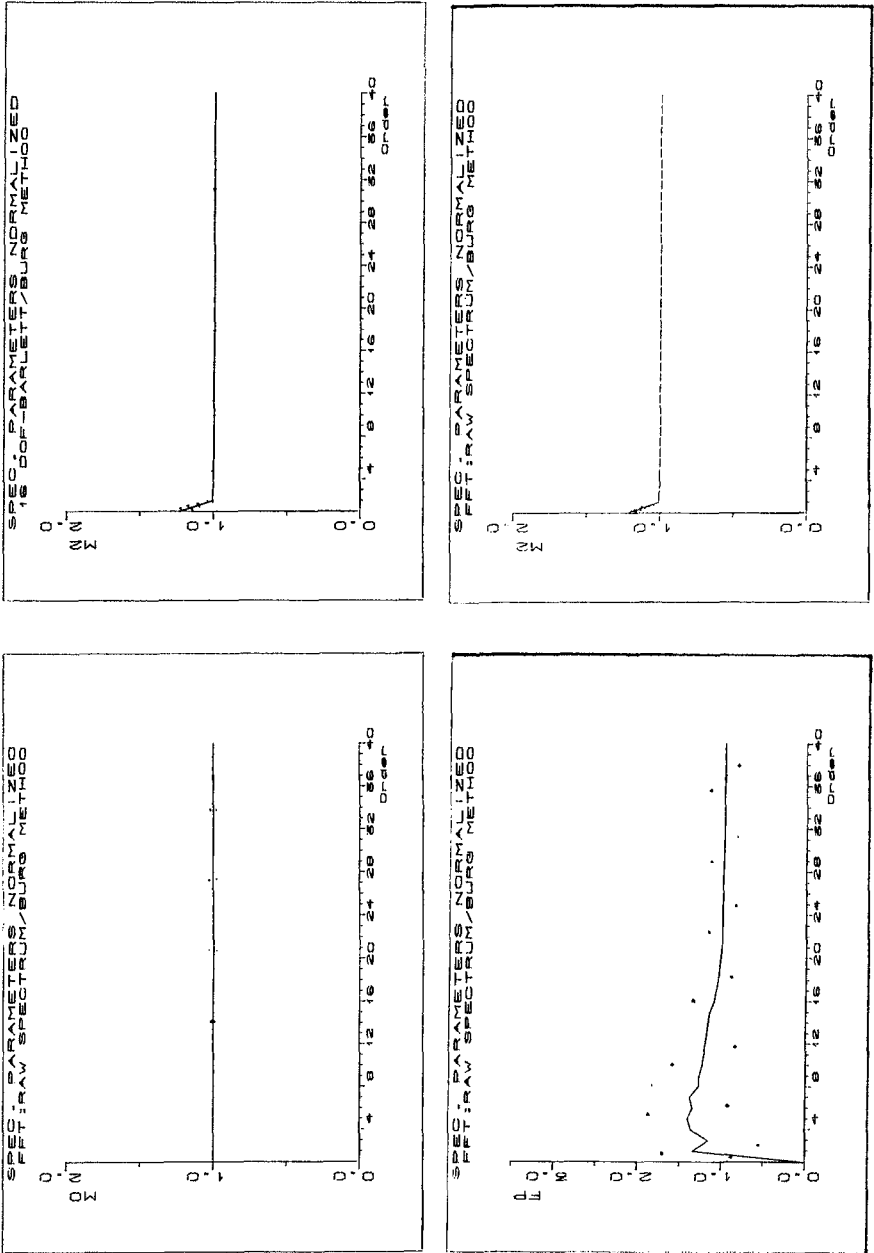 SPEC. PARAMETERS NORMALIZED
FFT:RAW SPECTRUM/BURG METHOD
M0
2.0
1.0
0.0
4 8 12 16 20 24 28 32 36 40
Order
SPEC. PARAMETERS NORMALIZED
16 DOF-BARLETT/BURG METHOD
M2
2.0
1.0
0.0
4 8 12 16 20 24 28 32 36 40
Order
SPEC. PARAMETERS NORMALIZED
FFT:RAW SPECTRUM/BURG METHOD
FP
3.0
2.0
1.0
0.0
4 8 12 16 20 24 28 32 36 40
Order
SPEC. PARAMETERS NORMALIZED
FFT:RAW SPECTRUM/BURG METHOD
M2
2.0
1.0
0.0
4 8 12 16 20 24 28 32 36 40
Order